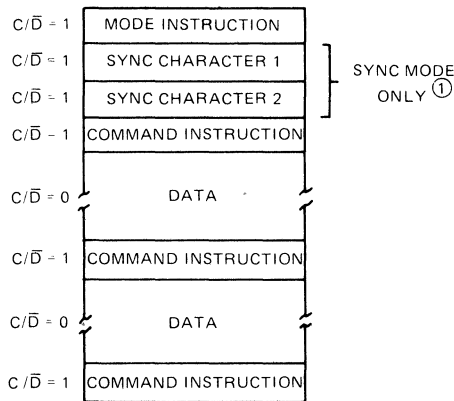 C/D̅ = 1 MODE INSTRUCTION
C/D̅ = 1 SYNC CHARACTER 1
C/D̅ = 1 SYNC CHARACTER 2
SYNC MODE
ONLY ①
C/D̅ = 1 COMMAND INSTRUCTION
C/D̅ = 0 DATA
C/D̅ = 1 COMMAND INSTRUCTION
C/D̅ = 0 DATA
C/D̅ = 1 COMMAND INSTRUCTION